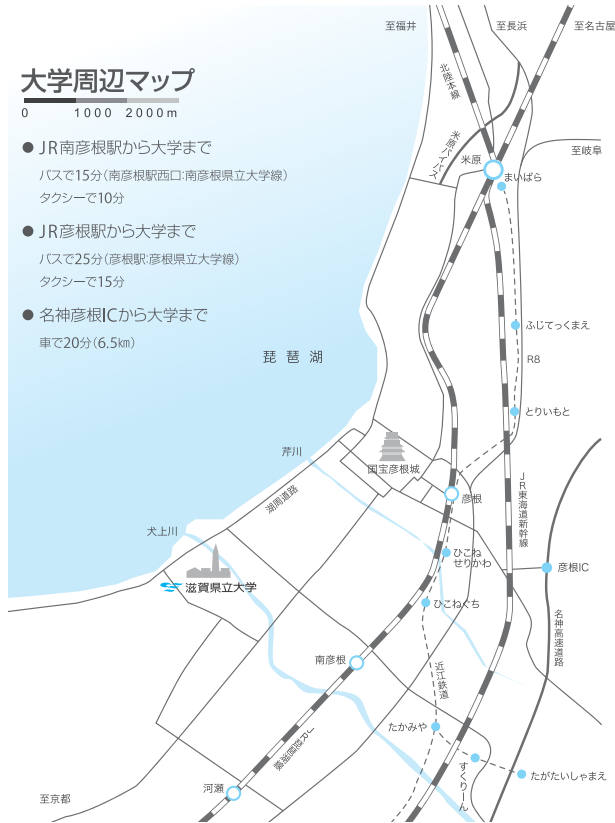 大学周辺マップ
0 1000 2000m
● JR南彦根駅から大学まで
バスで15分(南彦根駅西口:南彦根県立大学線)
タクシーで10分
● JR彦根駅から大学まで
バスで25分(彦根駅:彦根県立大学線)
タクシーで15分
● 名神彦根ICから大学まで
車で20分(6.5km)
至福井
至長浜
至名古屋
北陸本線
米原バイパス
米原
至岐阜
まいばら
ふじてっくまえ
R8
とりいもと
琵琶湖
芹川
国宝彦根城
彦根
湖周道路
JR東海道新幹線
犬上川
ひこね
せりかわ
彦根IC
滋賀県立大学
ひこねぐち
名神高速道路
南彦根
近江鉄道
たかみや
JR琵琶湖線
すくりーん
たがたいしゃまえ
河瀬
至京都